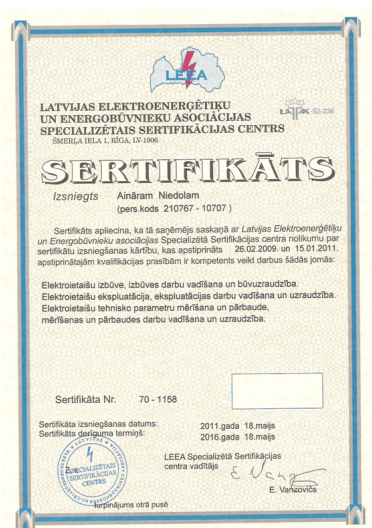 LEEA
LATVIJAS ELEKTROENERĢĒTIĶU
UN ENERGOBŪVNIEKU ASOCIĀCIJAS
SPECIALIZĒTAIS SERTIFIKĀCIJAS CENTRS
ŠMERĻA IELA 1, RĪGA, LV-1006
LATAK-S3-236
SERTIFIKĀTS
Izsniegts Aināram Niedolam
(pers.kods 210767 - 10707 )
Sertifikāts apliecina, ka tā saņēmējs saskaņā ar Latvijas Elektroenerģētiķu
un Energobūvnieku asociācijas Specializētā Sertifikācijas centra nolikumu par
sertifikātu izsniegšanas kārtību, kas apstiprināts 26.02.2009. un 15.01.2011.
apstiprinātajām kvalifikācijas prasībām ir kompetents veikt darbus šādās jomās:
Elektroietaišu izbūve, izbūves darbu vadīšana un būvuzraudzība.
Elektroietaišu ekspluatācija, ekspluatācijas darbu vadīšana un uzraudzība.
Elektroietaišu tehnisko parametru mērīšana un pārbaude,
mērīšanas un pārbaudes darbu vadīšana un uzraudzība.
Sertifikāta Nr. 70 - 1158
Sertifikāta izsniegšanas datums: 2011.gada 18.maijs
Sertifikāta derīguma termiņš: 2016.gada 18.maijs
LATVIJAS
SPECIALIZĒTAIS
SERTIFIKĀCIJAS
CENTRS
LEEA Specializētā Sertifikācijas
centra vadītājs
E. Vanzovičs
turpinājums otrā pusē